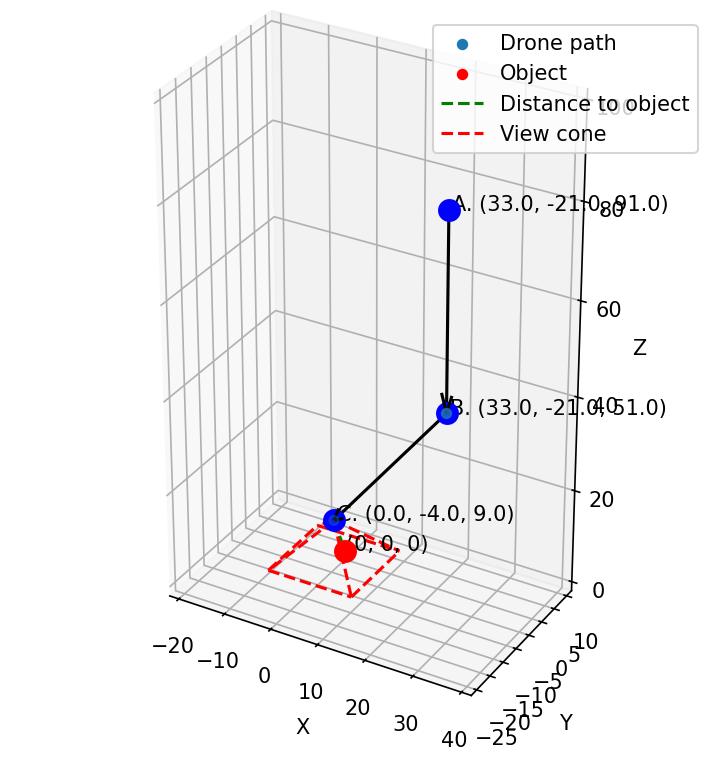 Drone path
Object
Distance to object
View cone
100
A. (33.0, -21.0, 91.0)
80
60
Z
B. (33.0, -21.0, 51.0)
40
20
C. (0.0, -4.0, 9.0)
(0, 0, 0)
0
−20
−10
0
10
20
30
40
X
10
5
0
−5
−10
−15
−20
−25
Y